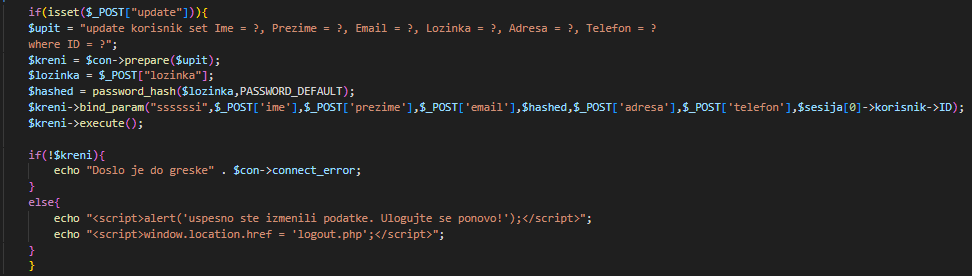 if(isset($_POST["update"])){
$upit = "update korisnik set Ime = ?, Prezime = ?, Email = ?, Lozinka = ?, Adresa = ?, Telefon = ?
where ID = ?";
$kreni = $con->prepare($upit);
$lozinka = $_POST["lozinka"];
$hashed = password_hash($lozinka,PASSWORD_DEFAULT);
$kreni->bind_param("ssssssi",$_POST['ime'],$_POST['prezime'],$_POST['email'],$hashed,$_POST['adresa'],$_POST['telefon'],$sesija[0]->korisnik->ID);
$kreni->execute();
if(!$kreni){
echo "Doslo je do greske" . $con->connect_error;
}
else{
echo "<script>alert('uspesno ste izmenili podatke. Ulogujte se ponovo!');</script>";
echo "<script>window.location.href = 'logout.php';</script>";
}
}